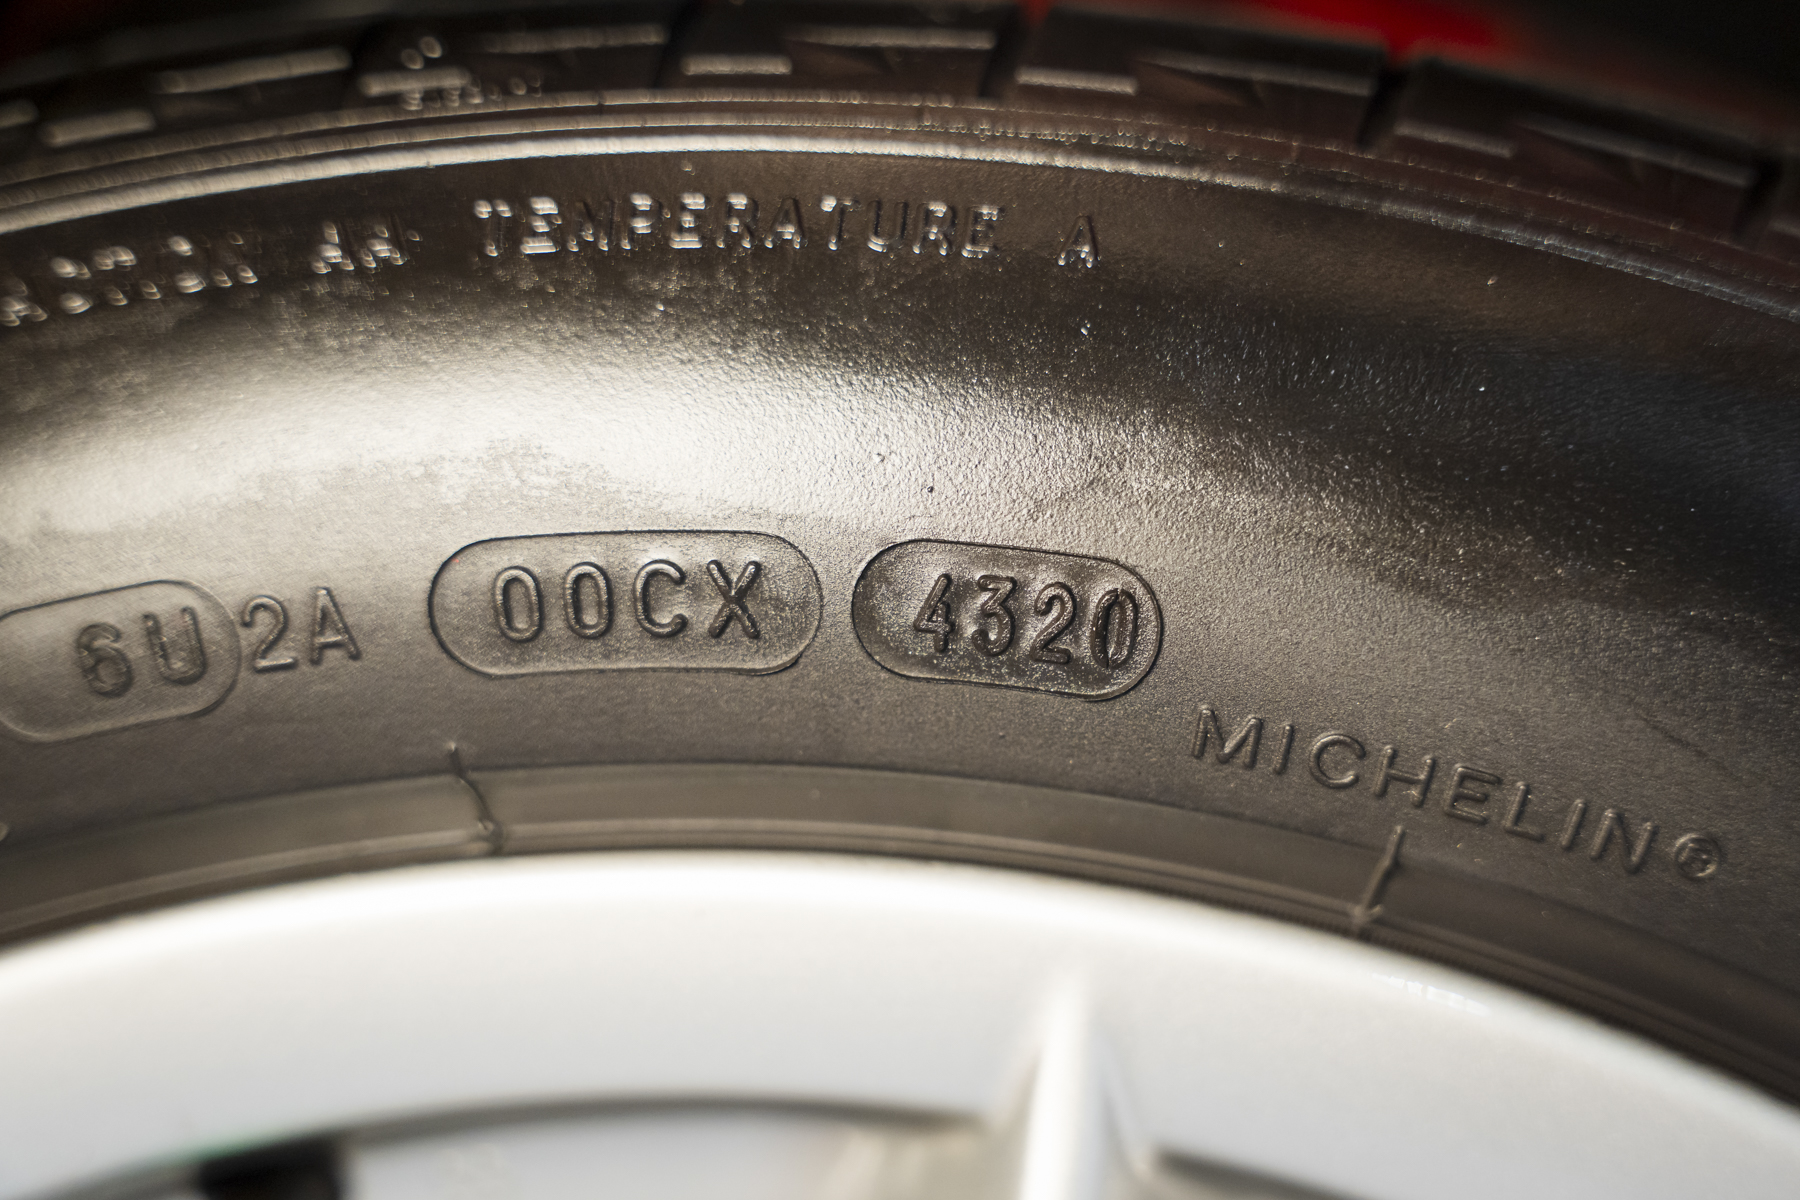 TEMPERATURE A
6U 2A 00CX 4320
MICHELIN®